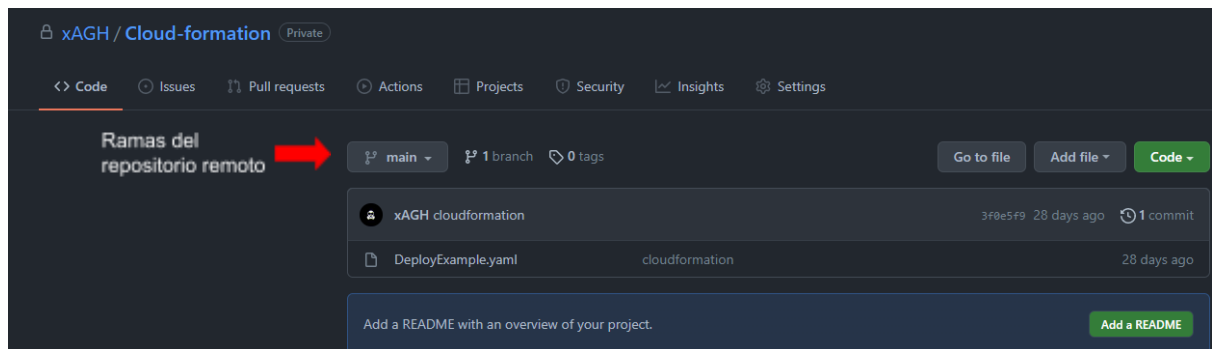 xAGH / Cloud-formation Private
<> Code Issues Pull requests Actions Projects Security Insights Settings
Ramas del
repositorio remoto
main 1 branch 0 tags Go to file Add file Code
xAGH cloudformation 3f0e5f9 28 days ago 1 commit
DeployExample.yaml cloudformation 28 days ago
Add a README with an overview of your project. Add a README